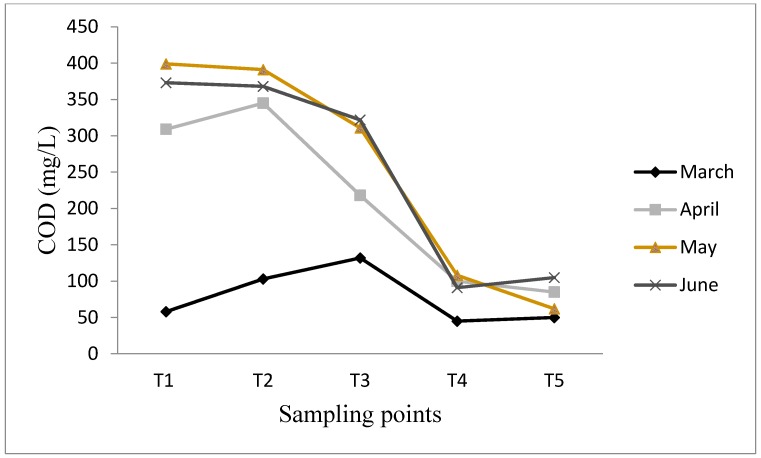 450
400
350
300
250
200
150
100
50
0
COD (mg/L)
T1 T2 T3 T4 T5
Sampling points
March
April
May
June